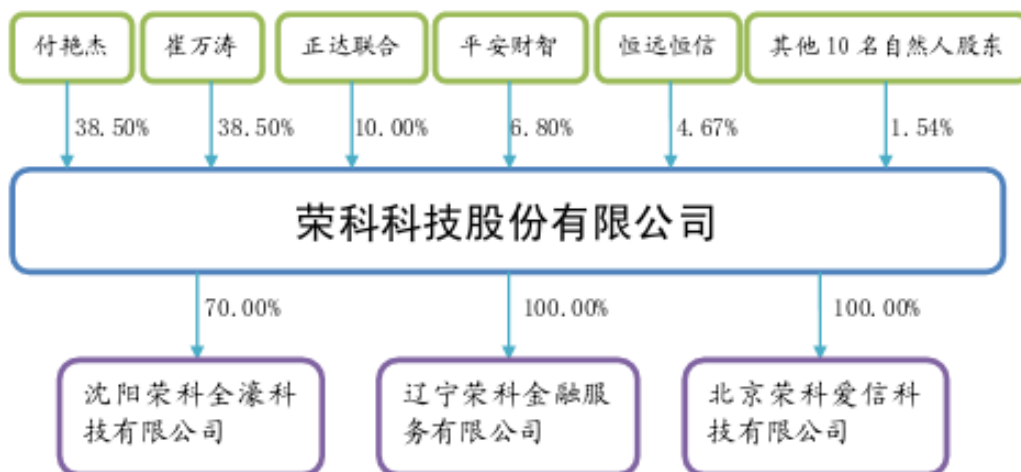 付艳杰 崔万涛 正达联合 平安财智 恒远恒信 其他10名自然人股东
38.50% 38.50% 10.00% 6.80% 4.67% 1.54%
荣科科技股份有限公司
70.00% 100.00% 100.00%
沈阳荣科全濠科 辽宁荣科金融服 北京荣科爱信科
技有限公司 务有限公司 技有限公司